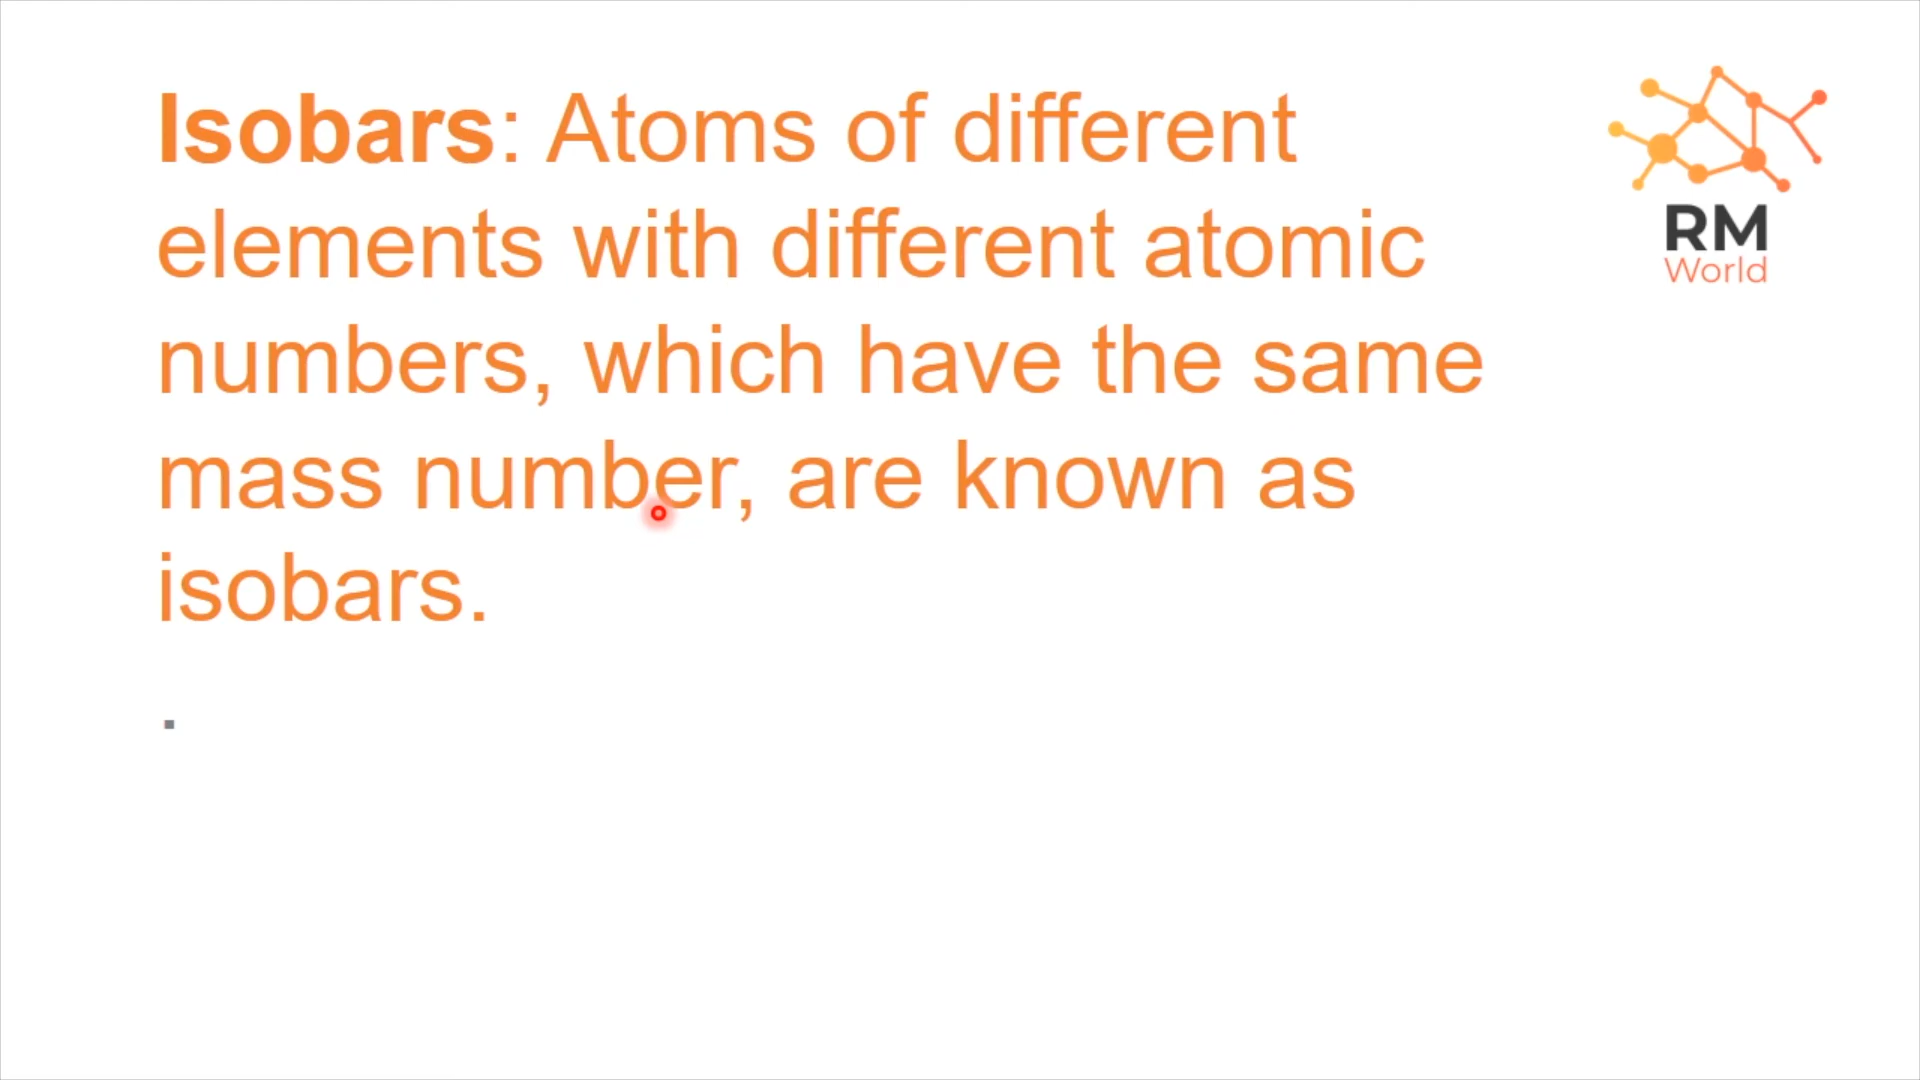 Isobars: Atoms of different
elements with different atomic
numbers, which have the same
mass number, are known as
isobars.
RM
World